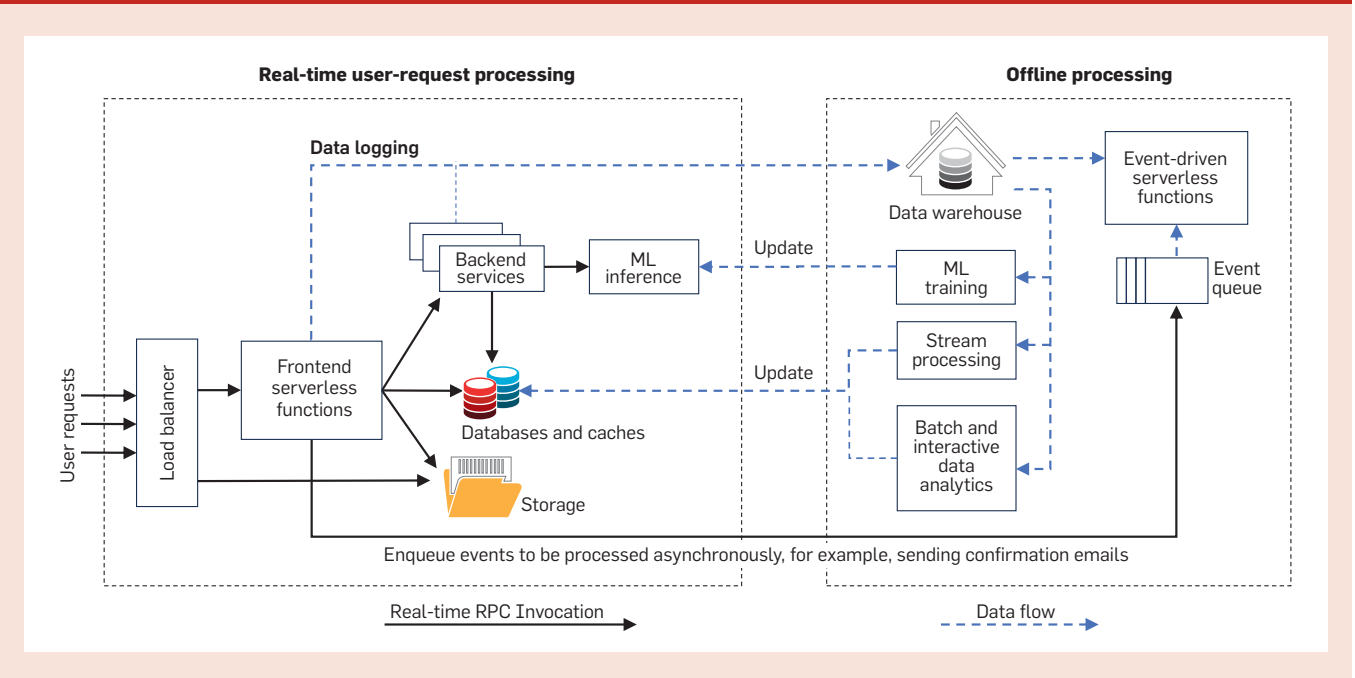 Real-time user-request processing
Offline processing
Data logging
Data warehouse
Event-driven
serverless
functions
Backend
services
ML
inference
Update
ML
training
Event
queue
User requests
Load balancer
Frontend
serverless
functions
Databases and caches
Update
Stream
processing
Batch and
interactive
data
analytics
Storage
Enqueue events to be processed asynchronously, for example, sending confirmation emails
Real-time RPC Invocation
Data flow